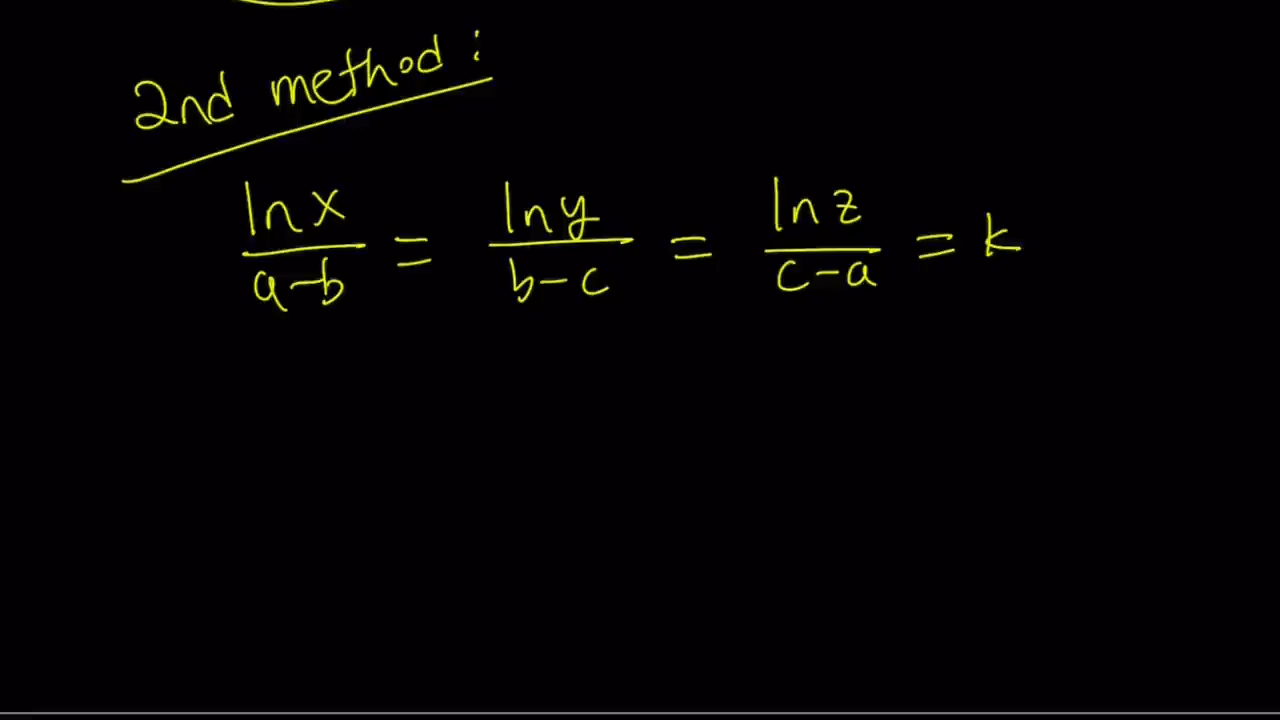 2nd method:
ln x / a-b = ln y / b-c = ln z / c-a = k